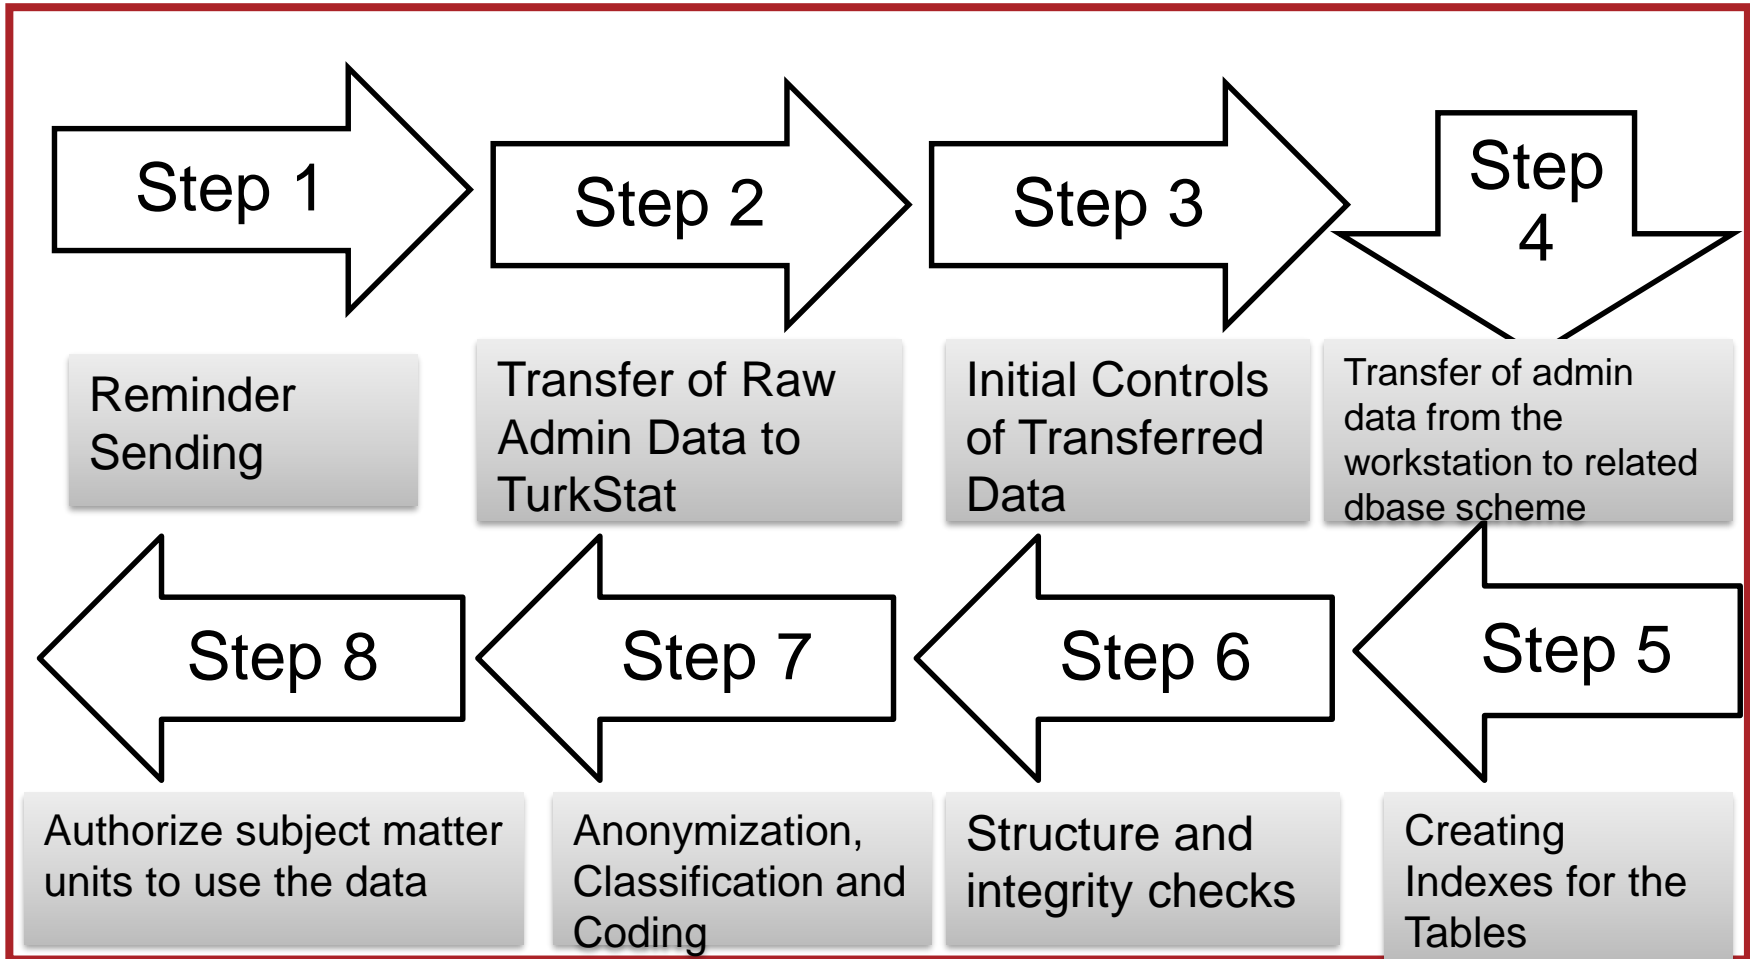 Step 1
Step 2
Step 3
Step
4
Reminder
Sending
Transfer of Raw
Admin Data to
TurkStat
Initial Controls
of Transferred
Data
Transfer of admin
data from the
workstation to related
dbase scheme
Step 8
Step 7
Step 6
Step 5
Authorize subject matter
units to use the data
Anonymization,
Classification and
Coding
Structure and
integrity checks
Creating
Indexes for the
Tables